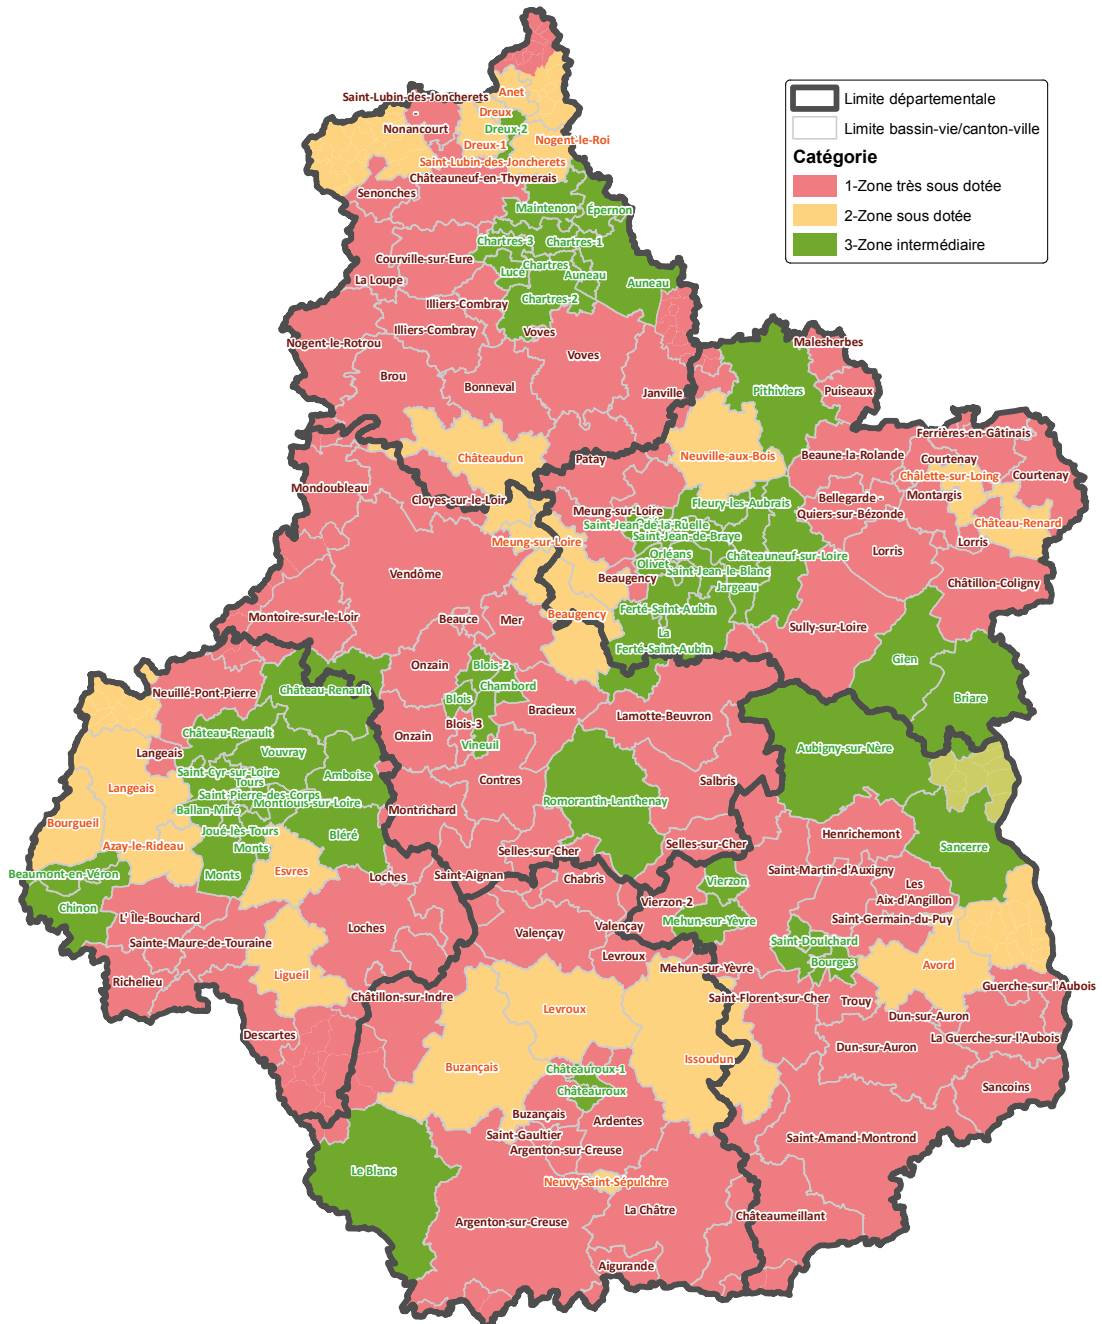 Limite départementale
Limite bassin-vie/canton-ville
Catégorie
1-Zone très sous dotée
2-Zone sous dotée
3-Zone intermédiaire
Anet
Saint-Lubin-des-Joncherets
-
Nonancourt
Dreux
Dreux-2
Dreux-1
Nogent-le-Roi
Saint-Lubin-des-Joncherets
Châteauneuf-en-Thymerais
Senonches
Maintenon
Épernon
Chartres-3
Chartres-1
Courville-sur-Eure
Chartres
Lucé
Auneau
Auneau
La Loupe
Chartres-2
Illiers-Combray
Illiers-Combray
Voves
Nogent-le-Rotrou
Voves
Brou
Bonneval
Janville
Malesherbes
Pithiviers
Puiseaux
Châteaudun
Patay
Neuville-aux-Bois
Beaune-la-Rolande
Ferrières-en-Gâtinais
Courtenay
Châlette-sur-Loing
Courtenay
Montargis
Mondoubleau
Cloyes-sur-le-Loir
Fleury-les-Aubrais
Bellegarde -
Quiers-sur-Bézonde
Meung-sur-Loire
Saint-Jean-de-la-Ruelle
Saint-Jean-de-Braye
Château-Renard
Meung-sur-Loire
Orléans
Olivet
Châteauneuf-sur-Loire
Lorris
Lorris
Saint-Jean-le-Blanc
Vendôme
Beaugency
Jargeau
Châtillon-Coligny
Montoire-sur-le-Loir
Beauce
Mer
Beaugency
Ferté-Saint-Aubin
La
Ferté-Saint-Aubin
Sully-sur-Loire
Gien
Briare
Onzain
Blois-2
Chambord
Neuillé-Pont-Pierre
Château-Renault
Blois
Bracieux
Lamotte-Beuvron
Blois-3
Onzain
Vineuil
Château-Renault
Langeais
Vouvray
Aubigny-sur-Nère
Saint-Cyr-sur-Loire
Tours
Amboise
Contres
Salbris
Langeais
Saint-Pierre-des-Corps
Montlouis-sur-Loire
Ballan-Miré
Montrichard
Romorantin-Lanthenay
Bourgueil
Joué-lès-Tours
Bléré
Azay-le-Rideau
Monts
Henrichemont
Sancerre
Selles-sur-Cher
Selles-sur-Cher
Beaumont-en-Véron
Monts
Esvres
Loches
Saint-Aignan
Chabris
Saint-Martin-d'Auxigny
Vierzon
Les
Aix-d'Angillon
Chinon
Vierzon-2
L' Île-Bouchard
Loches
Valençay
Valençay
Mehun-sur-Yèvre
Saint-Germain-du-Puy
Sainte-Maure-de-Touraine
Saint-Doulchard
Levroux
Mehun-sur-Yèvre
Bourges
Avord
Ligueil
Richelieu
Guerche-sur-l'Aubois
Châtillon-sur-Indre
Levroux
Saint-Florent-sur-Cher
Trouy
Dun-sur-Auron
Descartes
La Guerche-sur-l'Aubois
Dun-sur-Auron
Issoudun
Buzançais
Châteauroux-1
Châteauroux
Sancoins
Buzançais
Ardentes
Saint-Gaultier
Argenton-sur-Creuse
Saint-Amand-Montrond
Le Blanc
Neuvy-Saint-Sépulchre
La Châtre
Argenton-sur-Creuse
Châteaumeillant
Aigurande